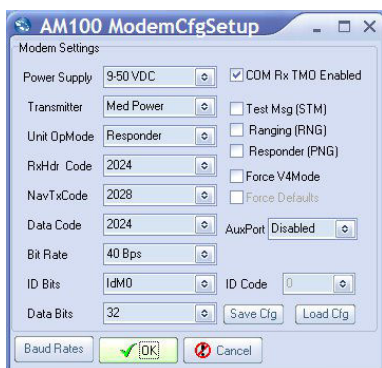 AM100 ModemCfgSetup
Modem Settings
Power Supply 9-50 VDC COM Rx TMO Enabled
Transmitter Med Power Test Msg (STM)
Unit OpMode Responder Ranging (RNG)
Responder (PNG)
RxHdr Code 2024 Force V4Mode
NavTxCode 2028 Force Defaults
Data Code 2024 AuxPort Disabled
Bit Rate 40 Bps
ID Bits IdM0 ID Code 0
Data Bits 32 Save Cfg Load Cfg
Baud Rates OK Cancel